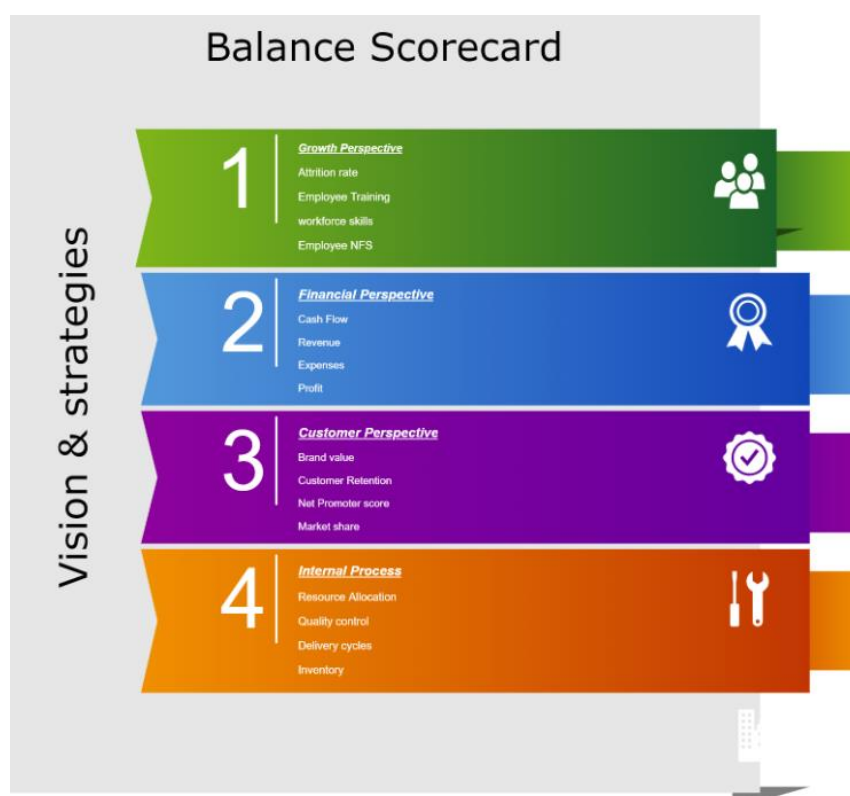 Balance Scorecard
Vision & strategies
1
Growth Perspective
Attrition rate
Employee Training
workforce skills
Employee NFS
2
Financial Perspective
Cash Flow
Revenue
Expenses
Profit
3
Customer Perspective
Brand value
Customer Retention
Net Promoter score
Market share
4
Internal Process
Resource Allocation
Quality control
Delivery cycles
Inventory